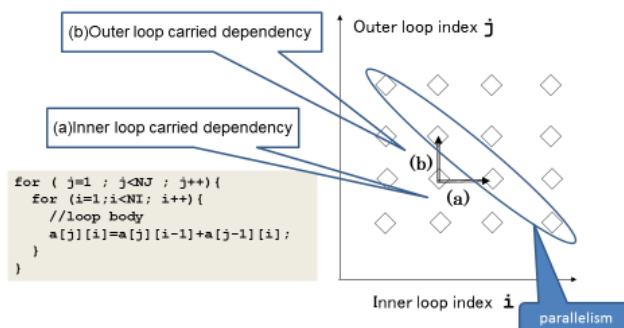 (b)Outer loop carried dependency
Outer loop index j
(a)Inner loop carried dependency
(b)
(a)
for ( j=1 ; j<NJ ; j++){
for (i=1;i<NI; i++){
//loop body
a[j][i]=a[j][i-1]+a[j-1][i];
}
}
Inner loop index i
parallelism